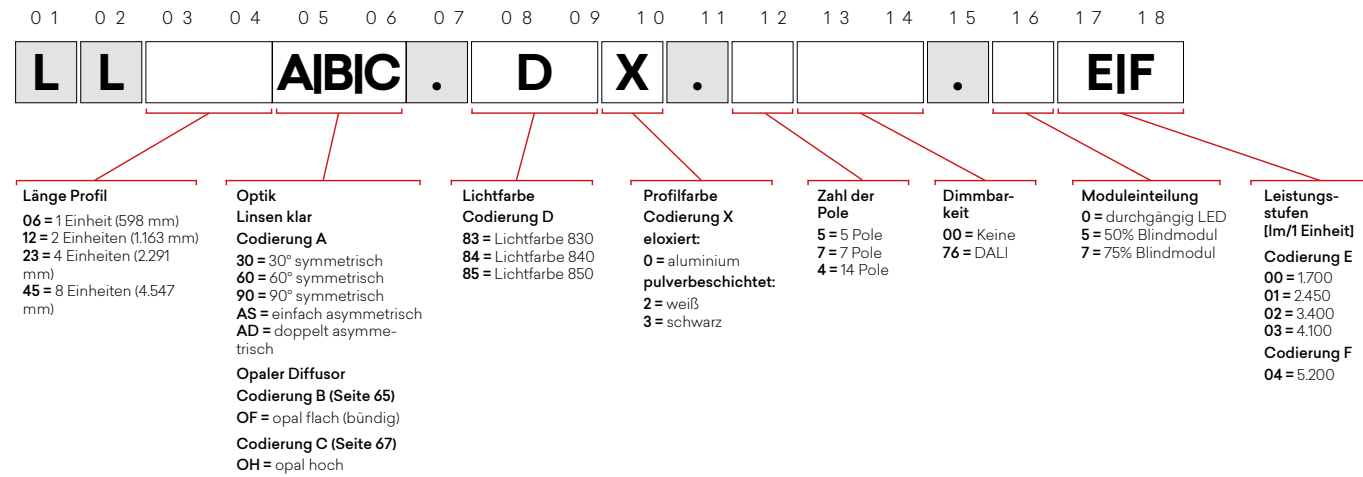 01 02 03 04 05 06 07 08 09 10 11 12 13 14 15 16 17 18
L L A|B|C . D X . . E|F
Länge Profil
06 = 1 Einheit (598 mm)
12 = 2 Einheiten (1.163 mm)
23 = 4 Einheiten (2.291
mm)
45 = 8 Einheiten (4.547
mm)
Optik
Linsen klar
Codierung A
30 = 30° symmetrisch
60 = 60° symmetrisch
90 = 90° symmetrisch
AS = einfach asymmetrisch
AD = doppelt asymme-
trisch
Opaler Diffusor
Codierung B (Seite 65)
OF = opal flach (bündig)
Codierung C (Seite 67)
OH = opal hoch
Lichtfarbe
Codierung D
83 = Lichtfarbe 830
84 = Lichtfarbe 840
85 = Lichtfarbe 850
Profilfarbe
Codierung X
eloxiert:
0 = aluminium
pulverbeschichtet:
2 = weiß
3 = schwarz
Zahl der
Pole
5 = 5 Pole
7 = 7 Pole
4 = 14 Pole
Dimmbar-
keit
00 = Keine
76 = DALI
Moduleinteilung
0 = durchgängig LED
5 = 50% Blindmodul
7 = 75% Blindmodul
Leistungs-
stufen
[lm/1 Einheit]
Codierung E
00 = 1.700
01 = 2.450
02 = 3.400
03 = 4.100
Codierung F
04 = 5.200